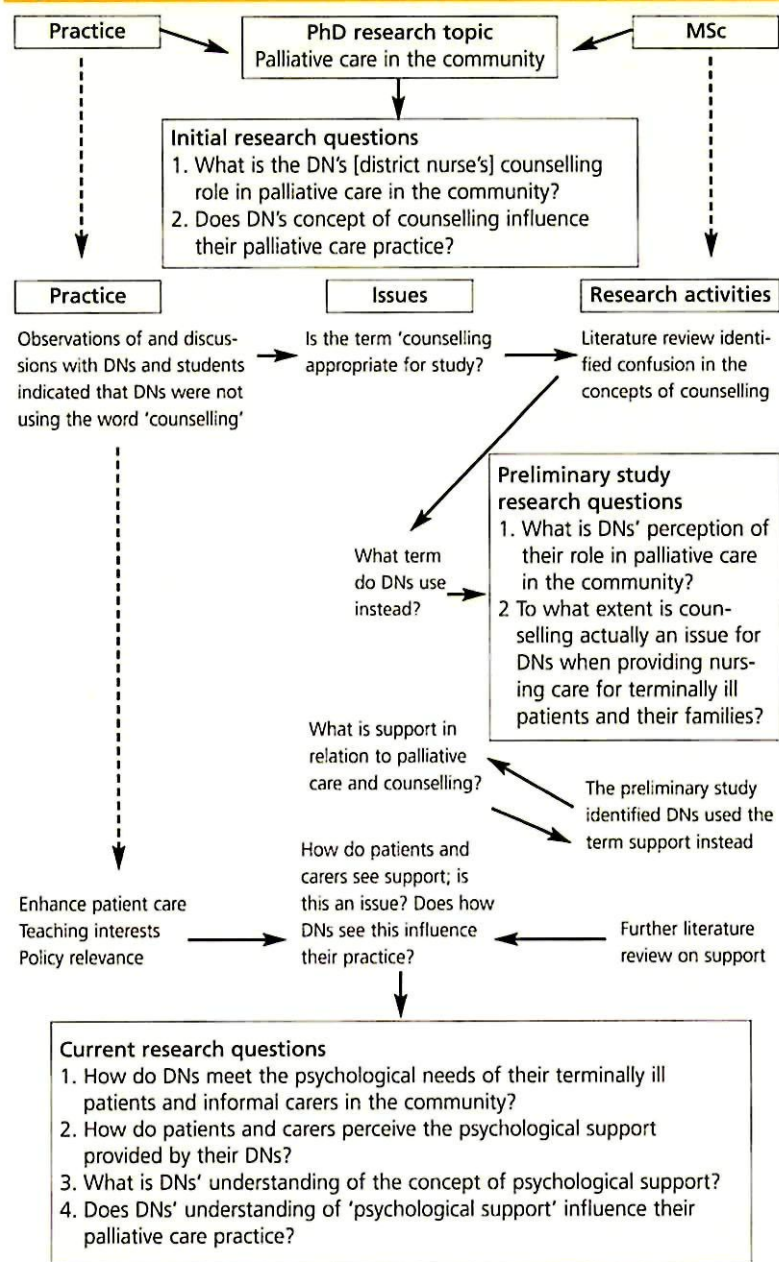 Practice
PhD research topic
Palliative care in the community
MSc
Initial research questions
1. What is the DN's [district nurse's] counselling
role in palliative care in the community?
2. Does DN's concept of counselling influence
their palliative care practice?
Practice
Issues
Research activities
Observations of and discus-
sions with DNs and students
indicated that DNs were not
using the word 'counselling'
Is the term 'counselling
appropriate for study?
Literature review identi-
fied confusion in the
concepts of counselling
Preliminary study
research questions
1. What is DNs' perception of
their role in palliative care
in the community?
2 To what extent is coun-
selling actually an issue for
DNs when providing nurs-
ing care for terminally ill
patients and their families?
What term
do DNs use
instead?
What is support in
relation to palliative
care and counselling?
The preliminary study
identified DNs used the
term support instead
How do patients and
carers see support; is
this an issue? Does how
DNs see this influence
their practice?
Enhance patient care
Teaching interests
Policy relevance
Further literature
review on support
Current research questions
1. How do DNs meet the psychological needs of their terminally ill
patients and informal carers in the community?
2. How do patients and carers perceive the psychological support
provided by their DNs?
3. What is DNs' understanding of the concept of psychological support?
4. Does DNs' understanding of 'psychological support' influence their
palliative care practice?